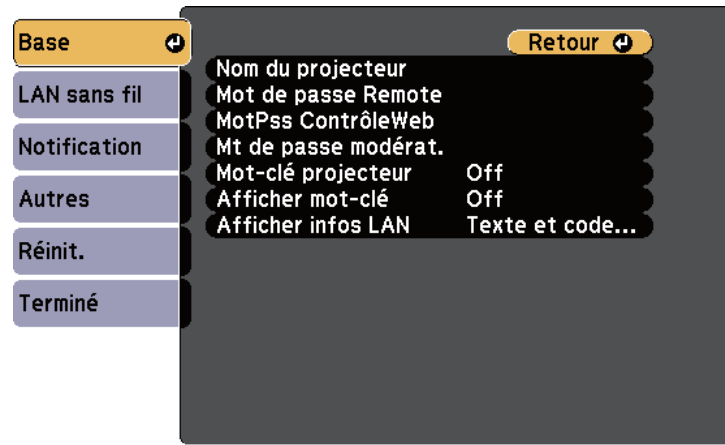 Base
LAN sans fil
Notification
Autres
Réinit.
Terminé
Retour
Nom du projecteur
Mot de passe Remote
MotPss ContrôleWeb
Mt de passe modérat.
Mot-clé projecteur Off
Afficher mot-clé Off
Afficher infos LAN Texte et code...